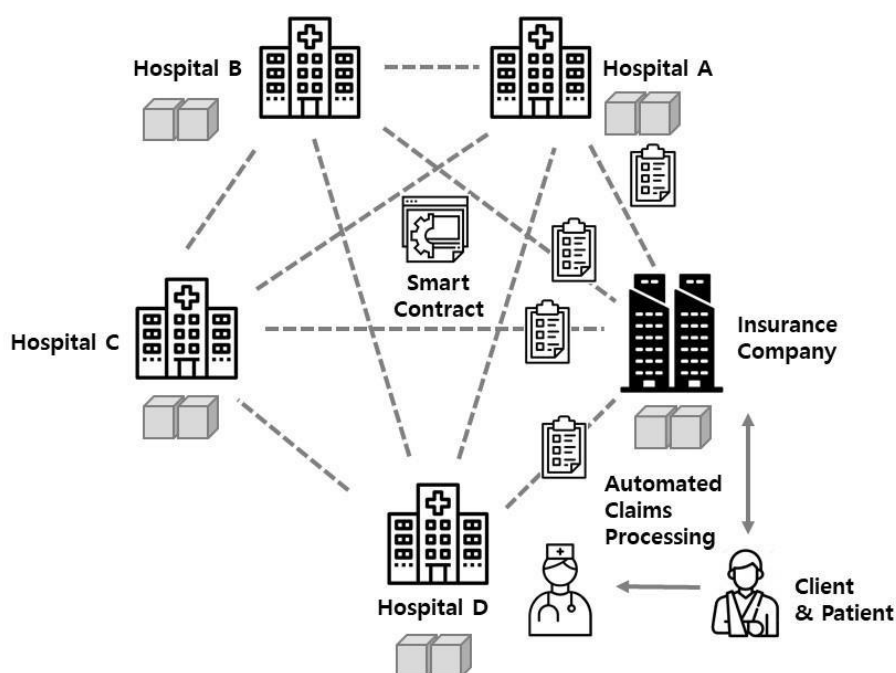 Hospital B
Hospital A
Smart
Contract
Hospital C
Insurance
Company
Automated
Claims
Processing
Hospital D
Client
& Patient